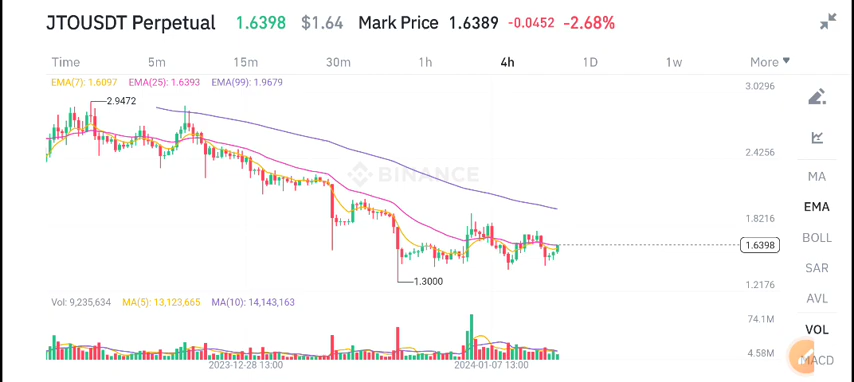 JTOUSDT Perpetual 1.6398 $1.64 Mark Price 1.6389 -0.0452 -2.68%
Time 5m 15m 30m 1h 4h 1D 1w More
EMA(7): 1.6097 EMA(25): 1.6393 EMA(99): 1.9679
3.0296
2.9472
2.4256
BINANCE
MA
EMA
1.8216
BOLL
1.6398
SAR
1.3000
1.2176
AVL
Vol: 9,235,634 MA(5): 13,123,665 MA(10): 14,143,163
74.1M
VOL
4.58M
MACD
2023-12-28 13:00 2024-01-07 13:00